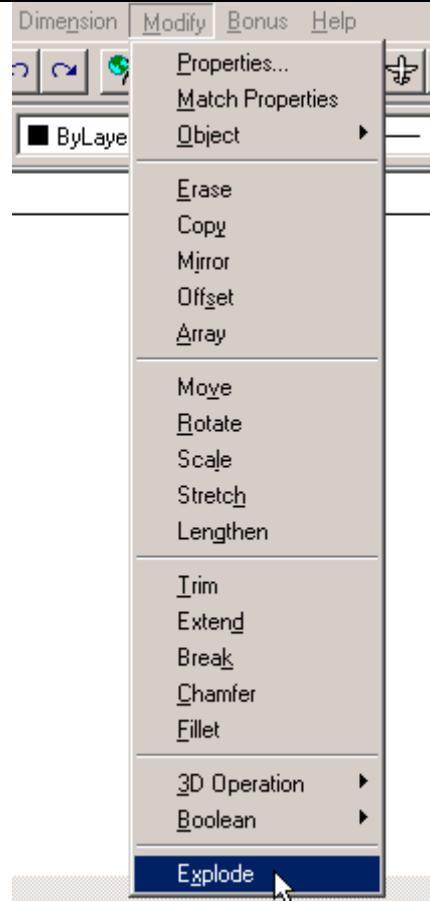 Dimension Modify Bonus Help
Properties...
ByLaye
Match Properties
Object
Erase
Copy
Mirror
Offset
Array
Move
Rotate
Scale
Stretch
Lengthen
Trim
Extend
Break
Chamfer
Fillet
3D Operation
Boolean
Explode